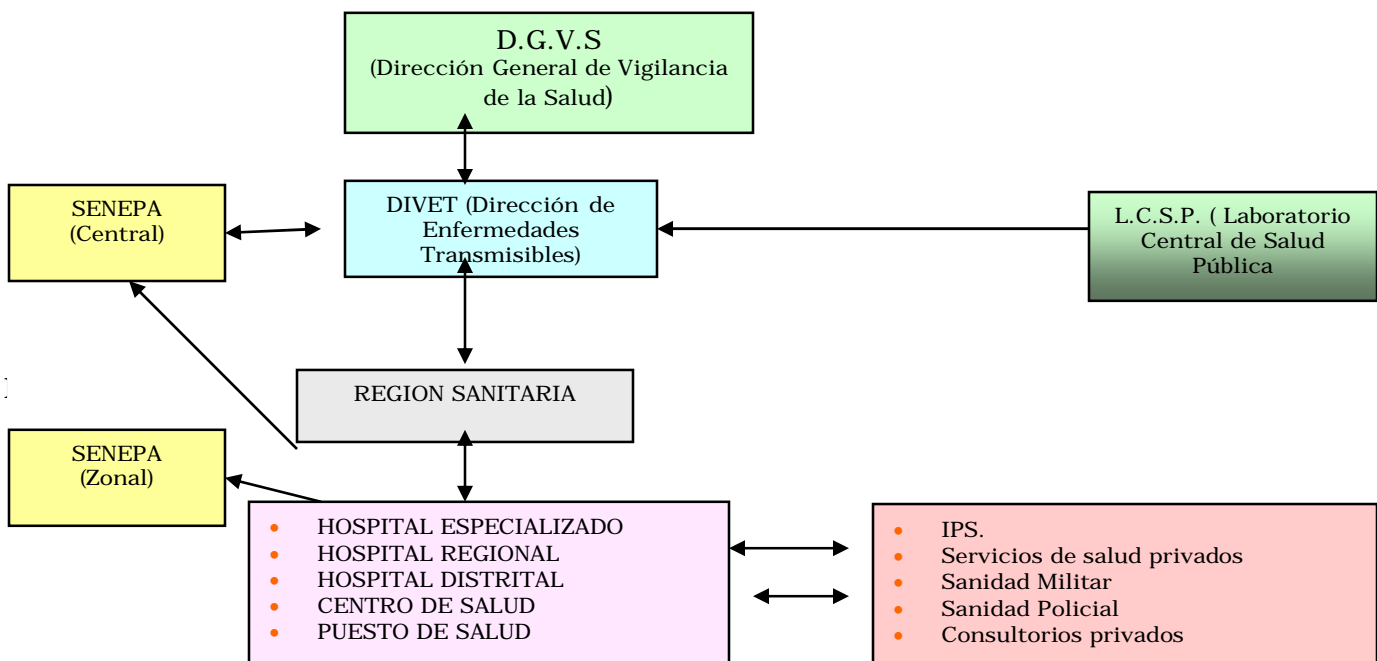 D.G.V.S
(Dirección General de Vigilancia
de la Salud)
SENEPA
(Central)
DIVET (Dirección de
Enfermedades
Transmisibles)
L.C.S.P. ( Laboratorio
Central de Salud
Pública
REGION SANITARIA
SENEPA
(Zonal)
• HOSPITAL ESPECIALIZADO
• HOSPITAL REGIONAL
• HOSPITAL DISTRITAL
• CENTRO DE SALUD
• PUESTO DE SALUD
• IPS.
• Servicios de salud privados
• Sanidad Militar
• Sanidad Policial
• Consultorios privados